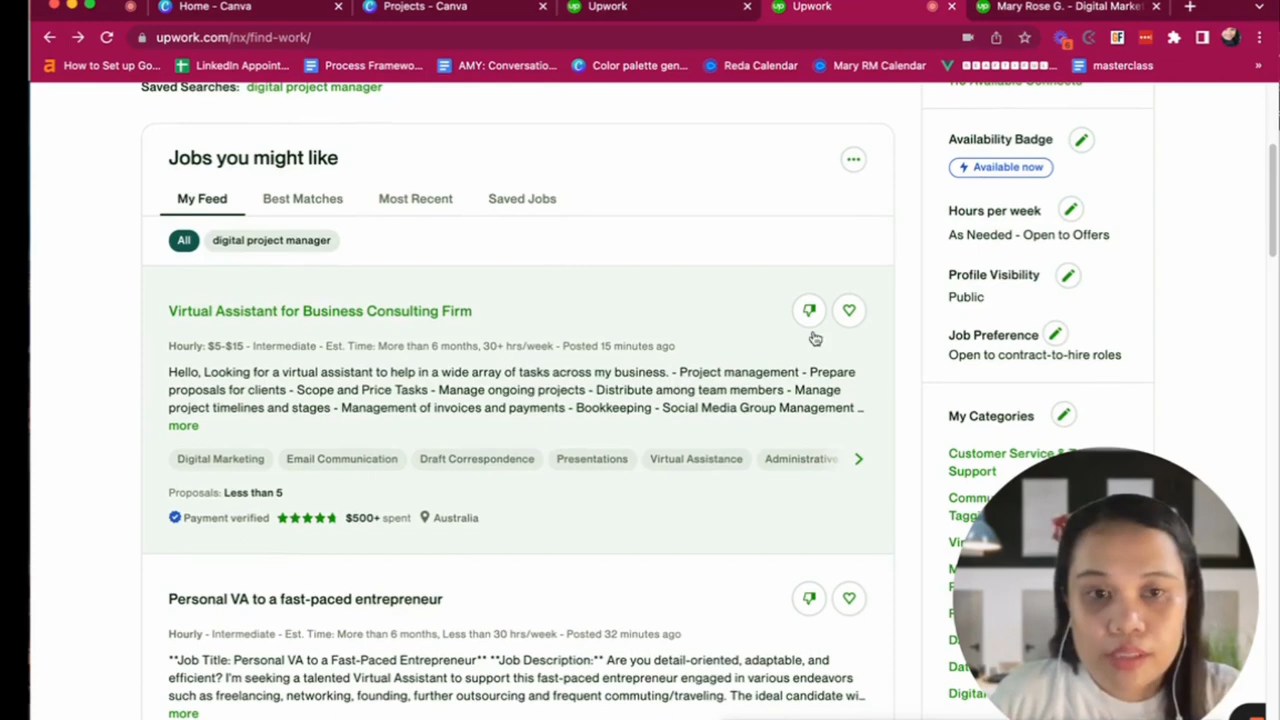 Home - Canva
Projects - Canva
Upwork
Upwork
Mary Rose G. - Digital Marke
upwork.com/nx/find-work/
How to Set up Go...
LinkedIn Appoint...
Process Framewo...
AMY: Conversatio...
Color palette gen...
Reda Calendar
Mary RM Calendar
masterclass
»
Saved Searches: digital project manager
Jobs you might like
My Feed
Best Matches
Most Recent
Saved Jobs
All
digital project manager
Virtual Assistant for Business Consulting Firm
Hourly: $5-$15 - Intermediate - Est. Time: More than 6 months, 30+ hrs/week - Posted 15 minutes ago
Hello, Looking for a virtual assistant to help in a wide array of tasks across my business. - Project management - Prepare
proposals for clients - Scope and Price Tasks - Manage ongoing projects - Distribute among team members - Manage
project timelines and stages - Management of invoices and payments - Bookkeeping - Social Media Group Management ...
more
Digital Marketing
Email Communication
Draft Correspondence
Presentations
Virtual Assistance
Administrative
Proposals: Less than 5
Payment verified
$500+ spent
Australia
Personal VA to a fast-paced entrepreneur
Hourly - Intermediate - Est. Time: More than 6 months, Less than 30 hrs/week - Posted 32 minutes ago
**Job Title: Personal VA to a Fast-Paced Entrepreneur** **Job Description:** Are you detail-oriented, adaptable, and
efficient? I'm seeking a talented Virtual Assistant to support this fast-paced entrepreneur engaged in various endeavors
such as freelancing, networking, founding, further outsourcing and frequent commuting/traveling. The ideal candidate wi...
more
Availability Badge
Available now
Hours per week
As Needed - Open to Offers
Profile Visibility
Public
Job Preference
Open to contract-to-hire roles
My Categories
Customer Service &
Support
Tagg
Digital